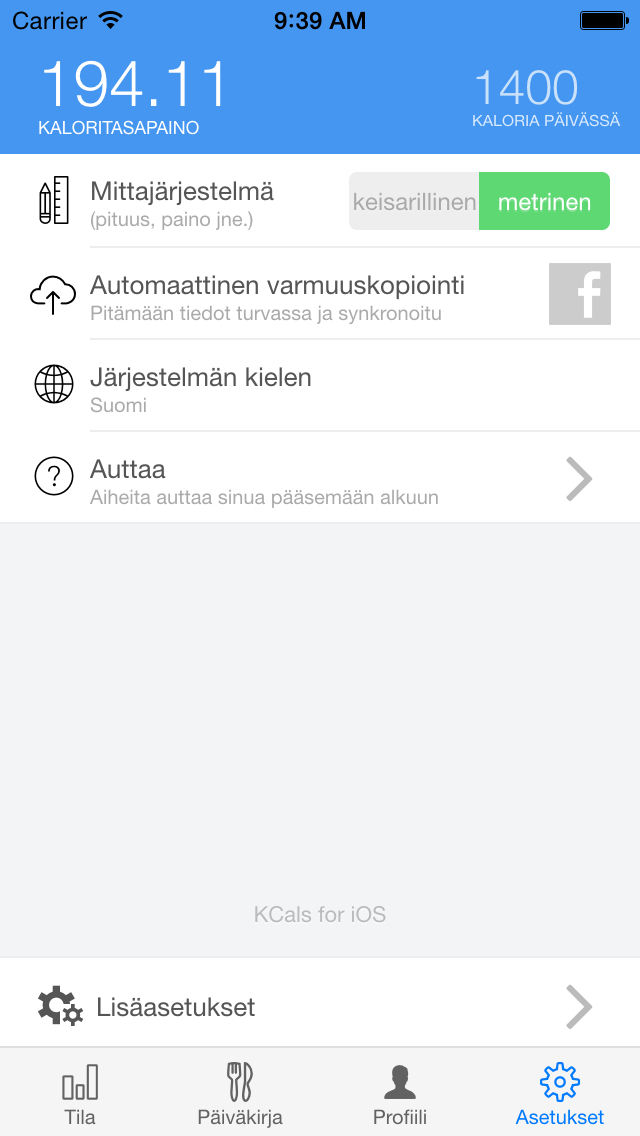 Carrier 9:39 AM
194.11
1400
KALORITASAPAINO
KALORIA PÄIVÄSSÄ
Mittajärjestelmä
(pituus, paino jne.)
keisarillinen metrinen
Automaattinen varmuuskopiointi
Pitämään tiedot turvassa ja synkronoitu
f
Järjestelmän kielen
Suomi
?
Auttaa
Aiheita auttaa sinua pääsemään alkuun
KCals for iOS
Lisäasetukset
Tila Päiväkirja Profiili Asetukset